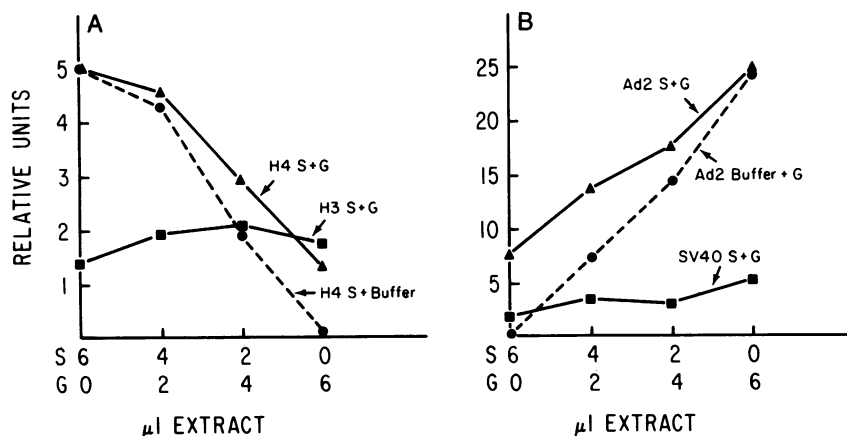 A
RELATIVE UNITS
5
4
3
2
1
H4 S+G
H3 S+G
H4 S+Buffer
S 6 4 2 0
G 0 2 4 6
µl EXTRACT
B
25
20
15
10
5
Ad2 S+G
Ad2 Buffer + G
SV40 S+G
6 4 2 0
G 0 2 4 6
µl EXTRACT